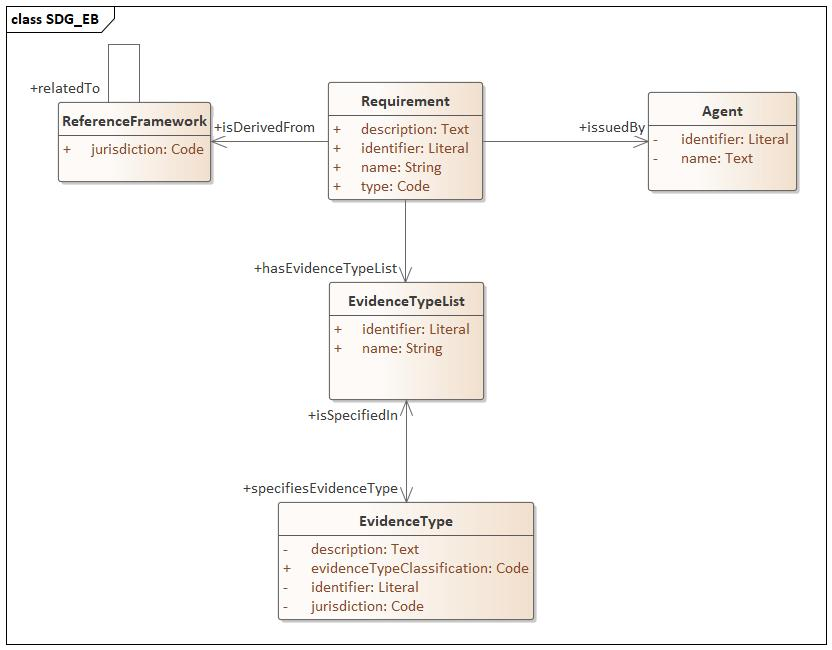 class SDG_EB
+relatedTo
ReferenceFramework
+ jurisdiction: Code
+isDerivedFrom
Requirement
+ description: Text
+ identifier: Literal
+ name: String
+ type: Code
+issuedBy
Agent
- identifier: Literal
- name: Text
+hasEvidenceTypeList
EvidenceTypeList
+ identifier: Literal
+ name: String
+isSpecifiedIn
+specifiesEvidenceType
EvidenceType
- description: Text
+ evidenceTypeClassification: Code
- identifier: Literal
- jurisdiction: Code